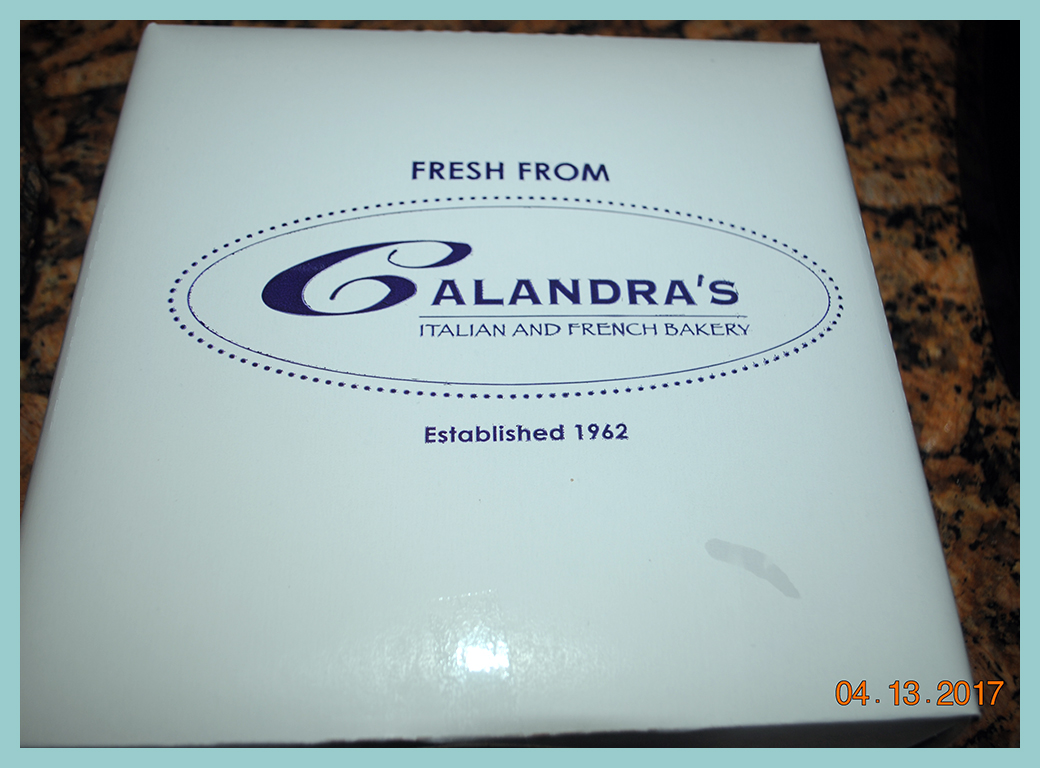 FRESH FROM
CALANDRA'S
ITALIAN AND FRENCH BAKERY
Established 1962
04.13.2017